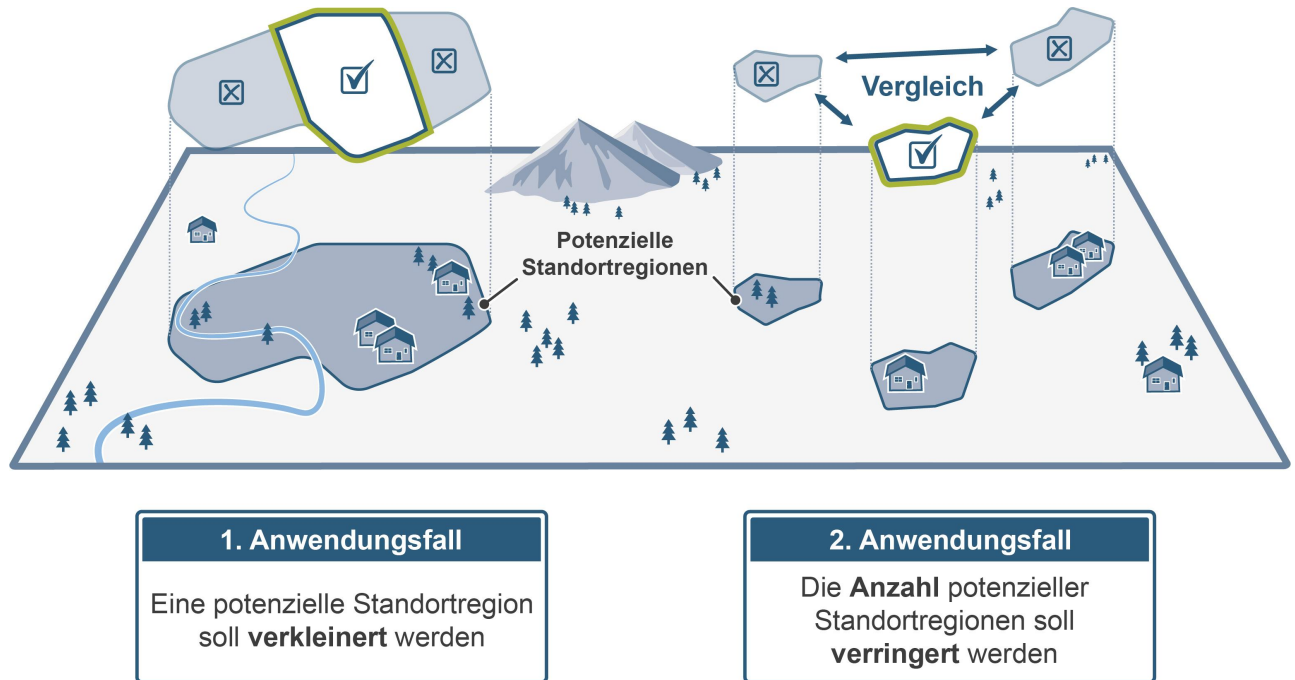 Vergleich
Potenzielle
Standortregionen
1. Anwendungsfall
Eine potenzielle Standortregion
soll verkleinert werden
2. Anwendungsfall
Die Anzahl potenzieller
Standortregionen soll
verringert werden